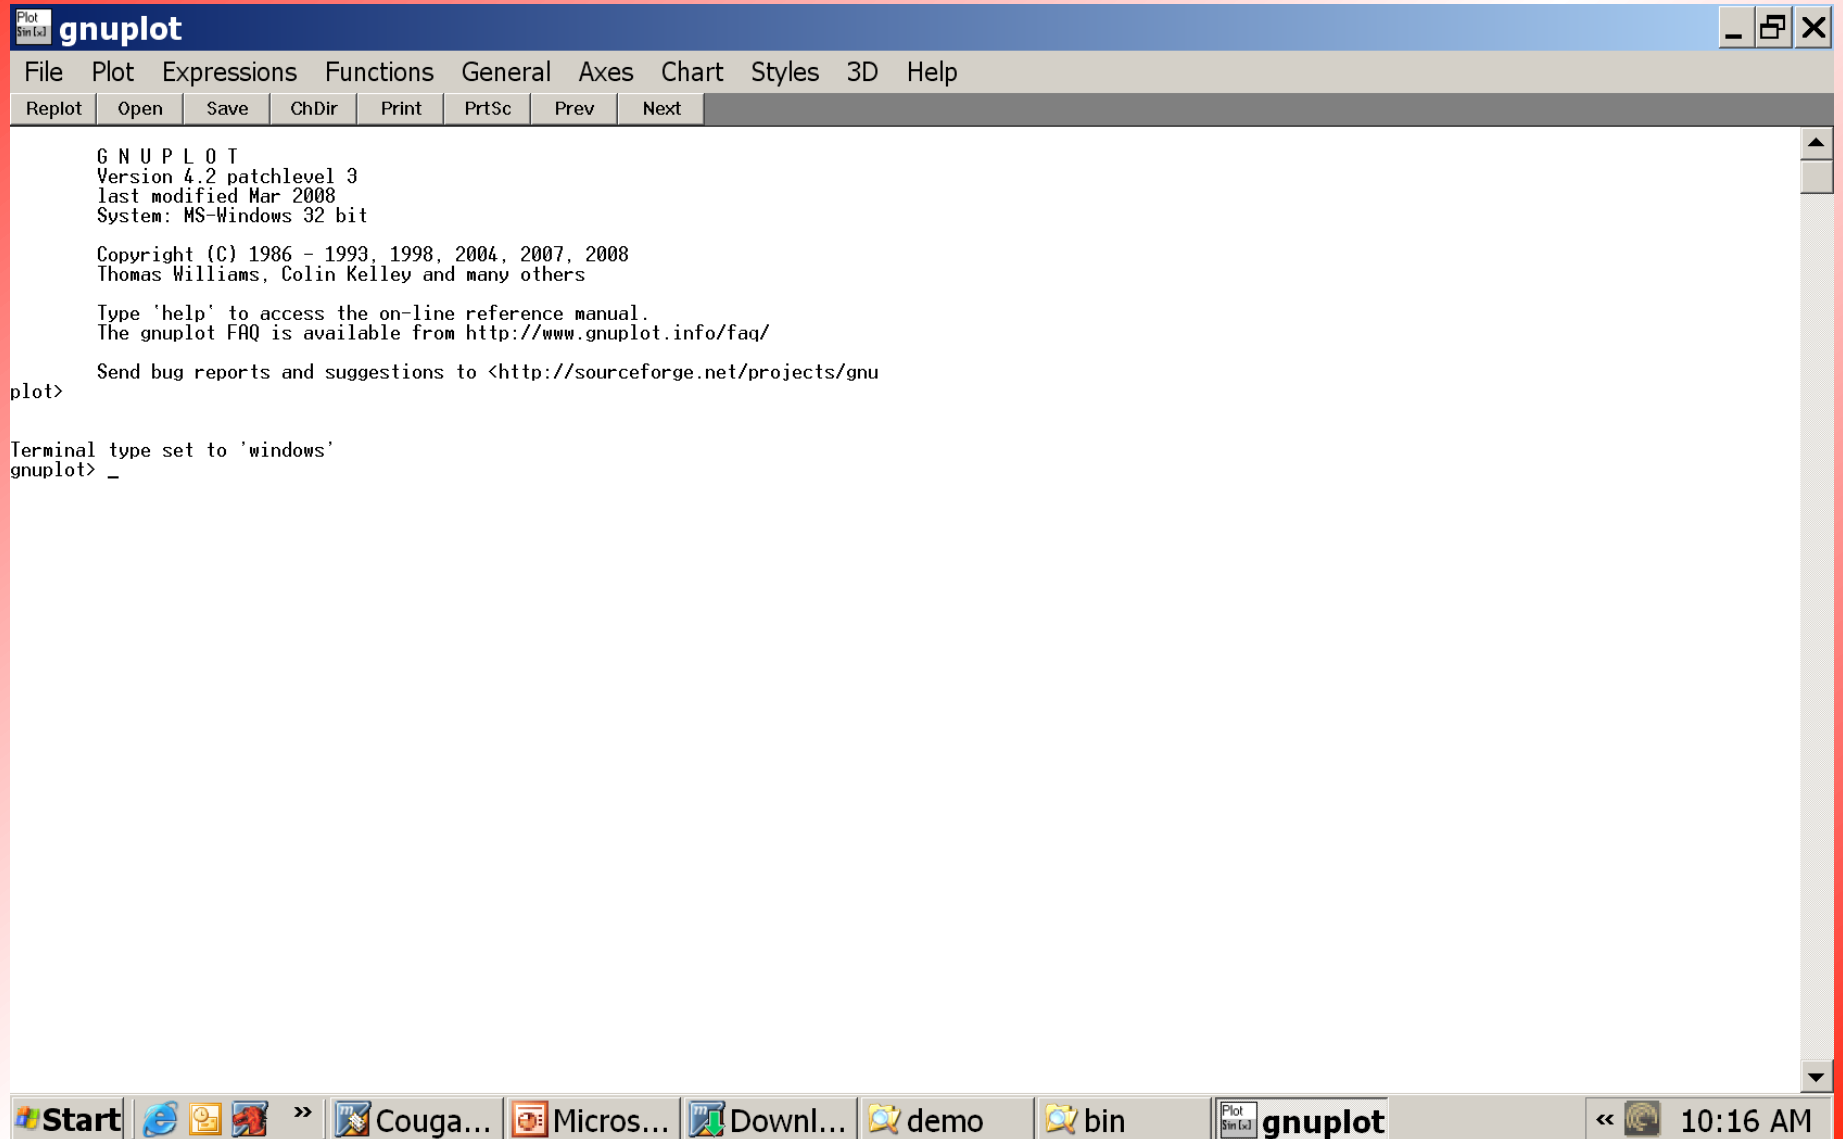 Plot
Sin [x] gnuplot
File Plot Expressions Functions General Axes Chart Styles 3D Help
Replot Open Save ChDir Print PrtSc Prev Next
G N U P L O T
Version 4.2 patchlevel 3
last modified Mar 2008
System: MS-Windows 32 bit
Copyright (C) 1986 - 1993, 1998, 2004, 2007, 2008
Thomas Williams, Colin Kelley and many others
Type `help` to access the on-line reference manual.
The gnuplot FAQ is available from http://www.gnuplot.info/faq/
Send bug reports and suggestions to <http://sourceforge.net/projects/gnu
plot>
Terminal type set to 'windows'
gnuplot> _
Start » Couga... Micros... Downl... demo bin Plot Sin [x] gnuplot « 10:16 AM